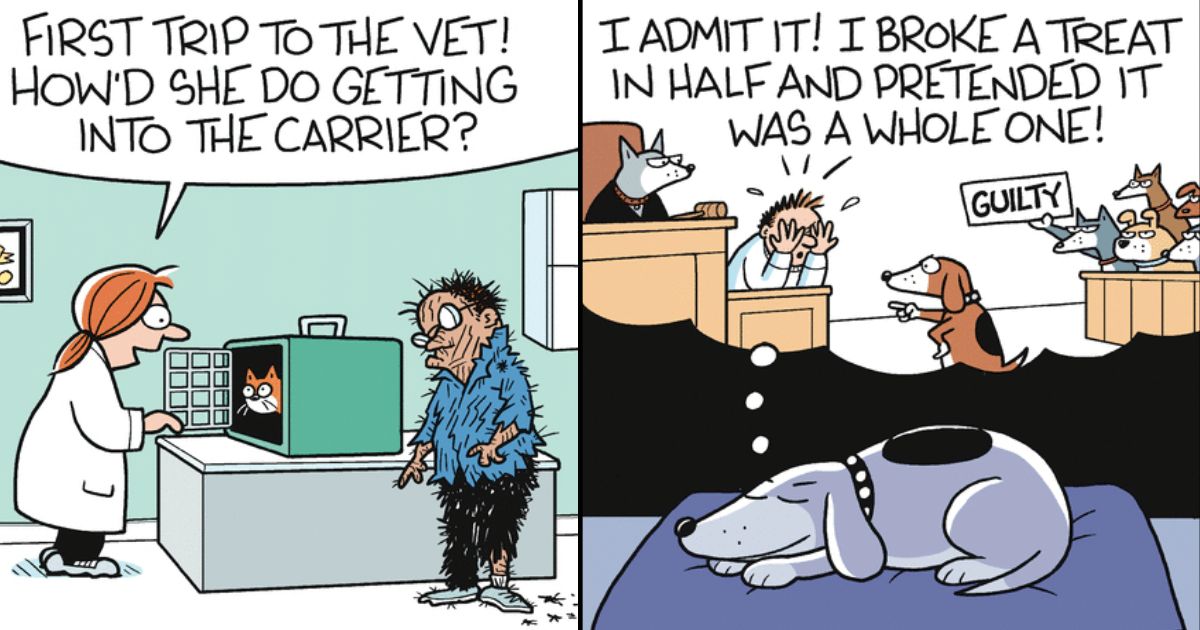 FIRST TRIP TO THE VET!
HOW'D SHE DO GETTING
INTO THE CARRIER?
I ADMIT IT! I BROKE A TREAT
IN HALF AND PRETENDED IT
WAS A WHOLE ONE!
GUILTY